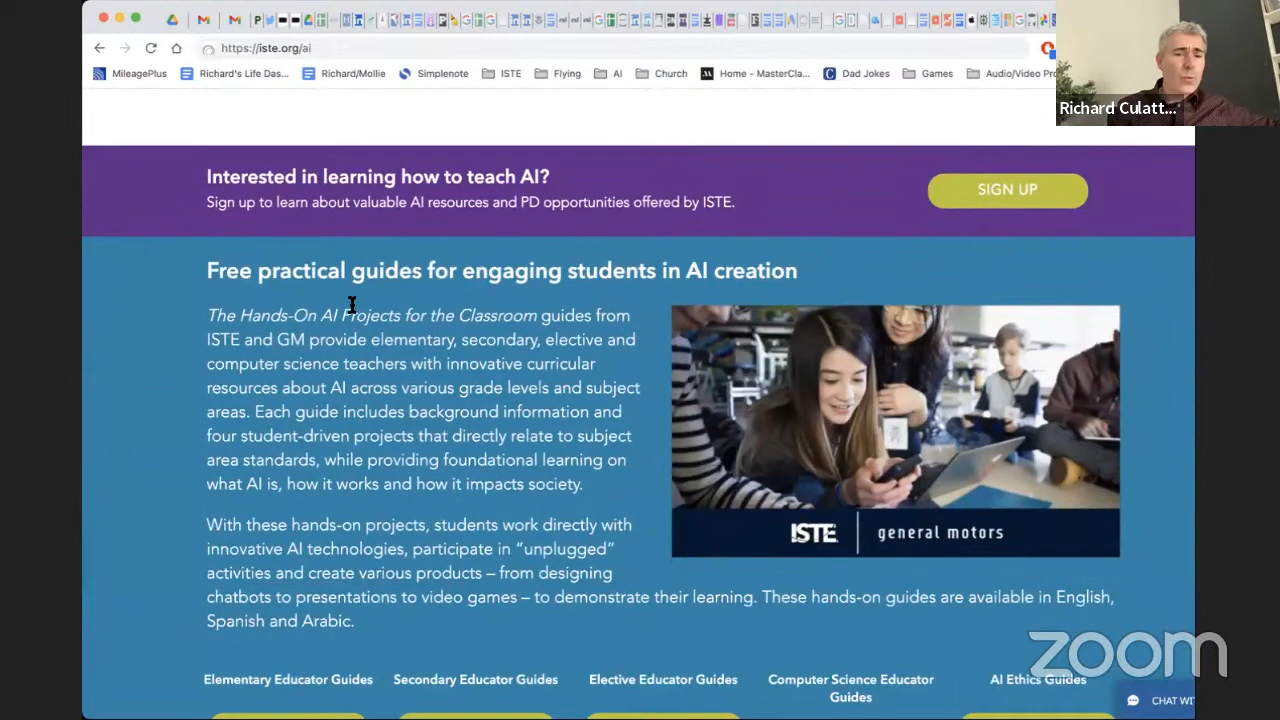 https://iste.org/ai
MileagePlus
Richard's Life Das...
Richard/Mollie
Simplenote
ISTE
Flying
AI
Church
Home - MasterCla...
Dad Jokes
Games
Audio/Video Pro
Richard Culatt...
Interested in learning how to teach AI?
Sign up to learn about valuable AI resources and PD opportunities offered by ISTE.
SIGN UP
Free practical guides for engaging students in AI creation
The Hands-On AI Projects for the Classroom guides from
ISTE and GM provide elementary, secondary, elective and
computer science teachers with innovative curricular
resources about AI across various grade levels and subject
areas. Each guide includes background information and
four student-driven projects that directly relate to subject
area standards, while providing foundational learning on
what AI is, how it works and how it impacts society.
ISTE general motors
With these hands-on projects, students work directly with
innovative AI technologies, participate in “unplugged”
activities and create various products – from designing
chatbots to presentations to video games – to demonstrate their learning. These hands-on guides are available in English,
Spanish and Arabic.
Elementary Educator Guides
Secondary Educator Guides
Elective Educator Guides
Computer Science Educator
Guides
AI Ethics Guides
zoom
CHAT WIT